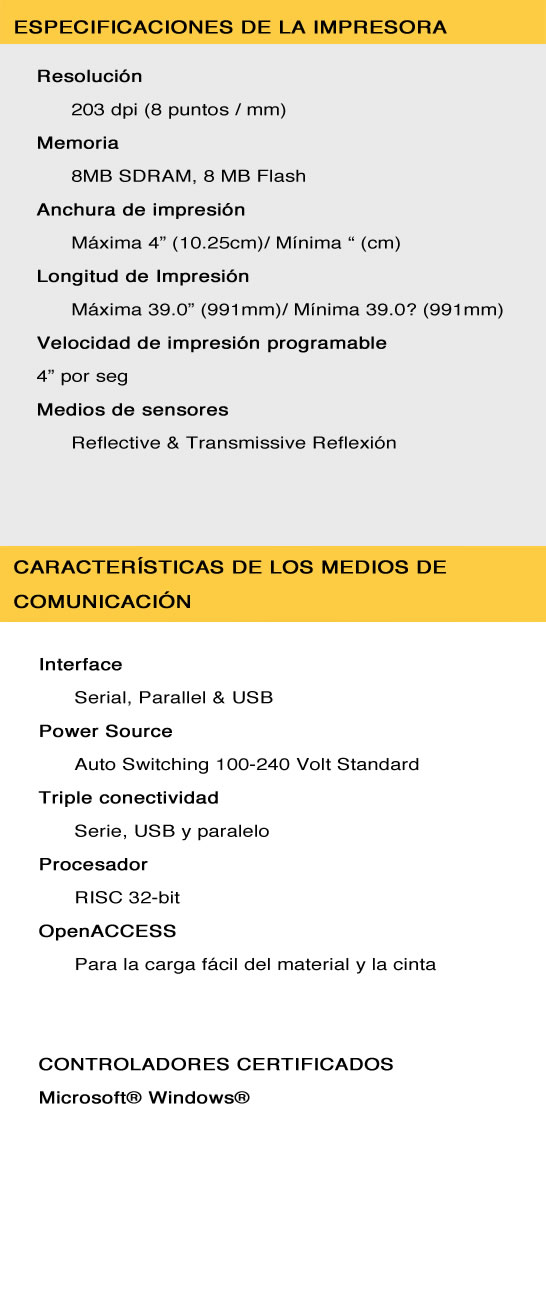 ESPECIFICACIONES DE LA IMPRESORA
Resolución
203 dpi (8 puntos / mm)
Memoria
8MB SDRAM, 8 MB Flash
Anchura de impresión
Máxima 4” (10.25cm)/ Mínima “ (cm)
Longitud de Impresión
Máxima 39.0” (991mm)/ Mínima 39.0? (991mm)
Velocidad de impresión programable
4” por seg
Medios de sensores
Reflective & Transmissive Reflexión
CARACTERÍSTICAS DE LOS MEDIOS DE
COMUNICACIÓN
Interface
Serial, Parallel & USB
Power Source
Auto Switching 100-240 Volt Standard
Triple conectividad
Serie, USB y paralelo
Procesador
RISC 32-bit
OpenACCESS
Para la carga fácil del material y la cinta
CONTROLADORES CERTIFICADOS
Microsoft® Windows®